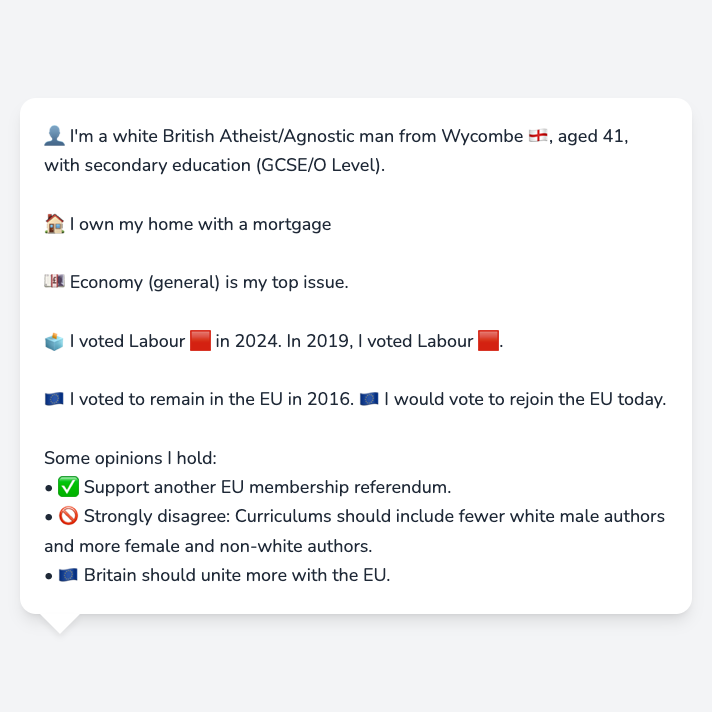 👤 I'm a white British Atheist/Agnostic man from Wycombe 🏴󠁧󠁢󠁥󠁮󠁧󠁿, aged 41,
with secondary education (GCSE/O Level).
🏠 I own my home with a mortgage
💷 Economy (general) is my top issue.
🗳️ I voted Labour 🟥 in 2024. In 2019, I voted Labour 🟥.
🇪🇺 I voted to remain in the EU in 2016. 🇪🇺 I would vote to rejoin the EU today.
Some opinions I hold:
• ✅ Support another EU membership referendum.
• 🚫 Strongly disagree: Curriculums should include fewer white male authors
and more female and non-white authors.
• 🇪🇺 Britain should unite more with the EU.